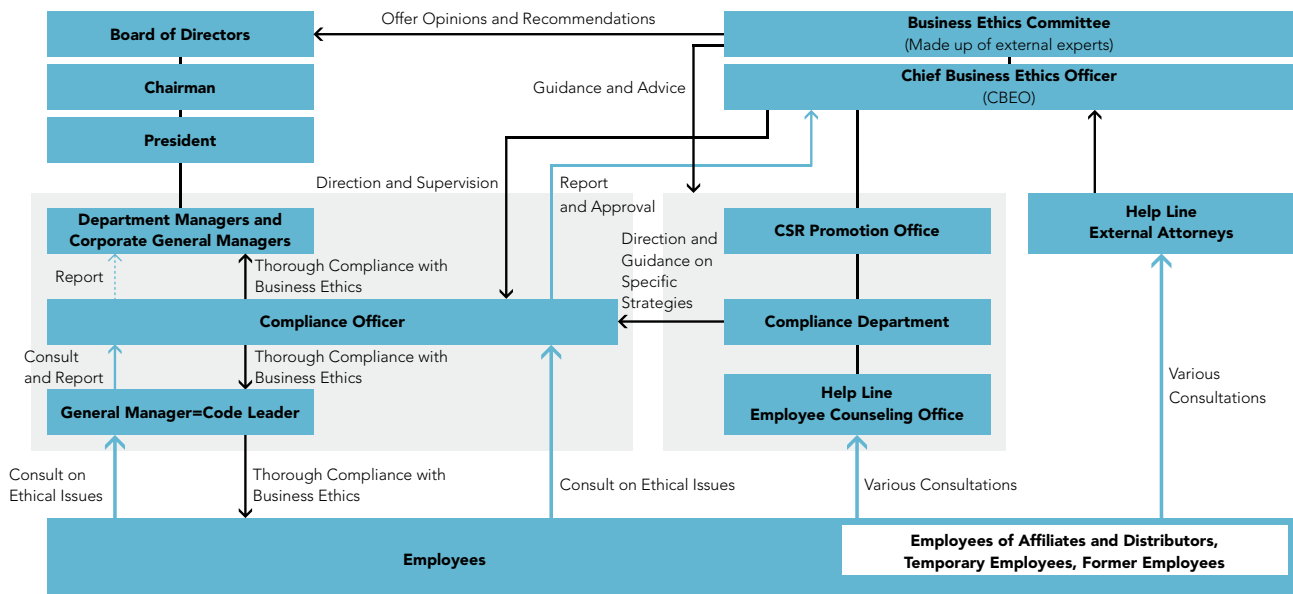 Offer Opinions and Recommendations
Board of Directors
Business Ethics Committee
(Made up of external experts)
Chairman
Guidance and Advice
Chief Business Ethics Officer
(CBEO)
President
Direction and Supervision
Report
and Approval
Department Managers and
Corporate General Managers
CSR Promotion Office
Help Line
External Attorneys
Report
Thorough Compliance with
Business Ethics
Direction and
Guidance on
Specific
Strategies
Compliance Officer
Compliance Department
Consult
and Report
Thorough Compliance with
Business Ethics
Various
Consultations
General Manager=Code Leader
Help Line
Employee Counseling Office
Consult on
Ethical Issues
Thorough Compliance with
Business Ethics
Consult on Ethical Issues
Various Consultations
Employees
Employees of Affiliates and Distributors,
Temporary Employees, Former Employees